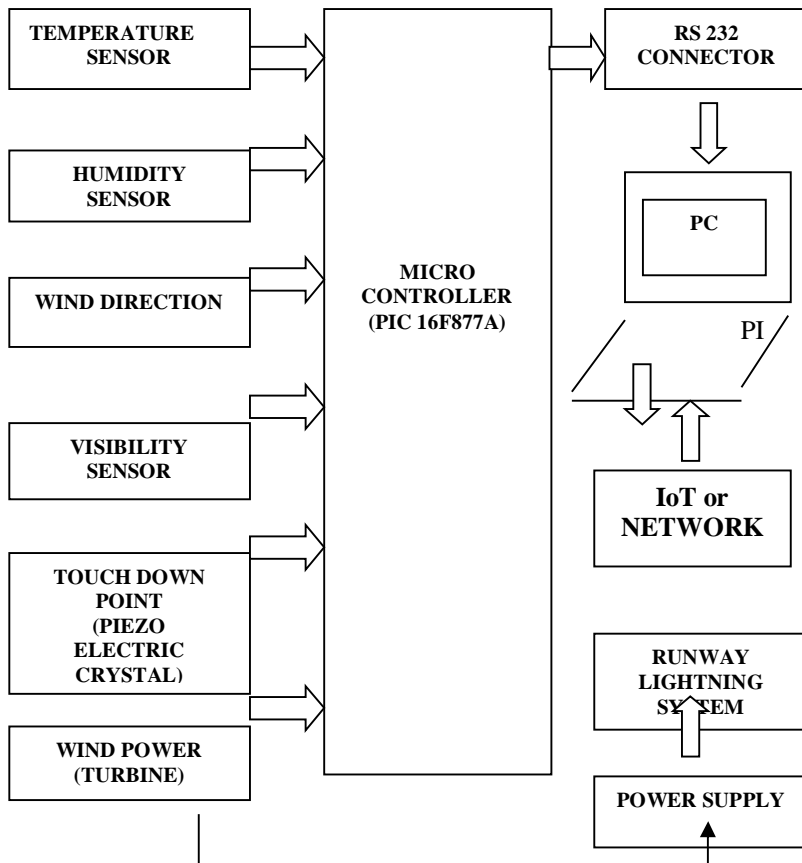 TEMPERATURE
SENSOR
HUMIDITY
SENSOR
WIND DIRECTION
VISIBILITY
SENSOR
TOUCH DOWN
POINT
(PIEZO
ELECTRIC
CRYSTAL)
WIND POWER
(TURBINE)
MICRO
CONTROLLER
(PIC 16F877A)
RS 232
CONNECTOR
PC
PI
IoT or
NETWORK
RUNWAY
LIGHTNING
POWER SUPPLY